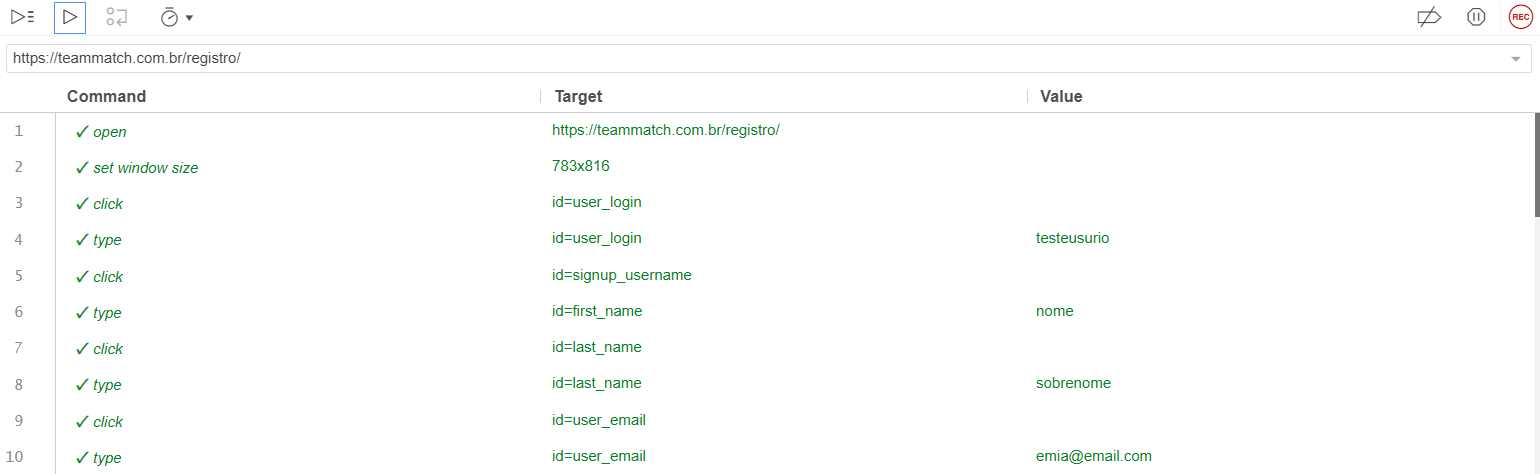 REC
https://teammatch.com.br/registro/
Command Target Value
1 ✓ open https://teammatch.com.br/registro/
2 ✓ set window size 783x816
3 ✓ click id=user_login
4 ✓ type id=user_login testeusurio
5 ✓ click id=signup_username
6 ✓ type id=first_name nome
7 ✓ click id=last_name
8 ✓ type id=last_name sobrenome
9 ✓ click id=user_email
10 ✓ type id=user_email emia@email.com